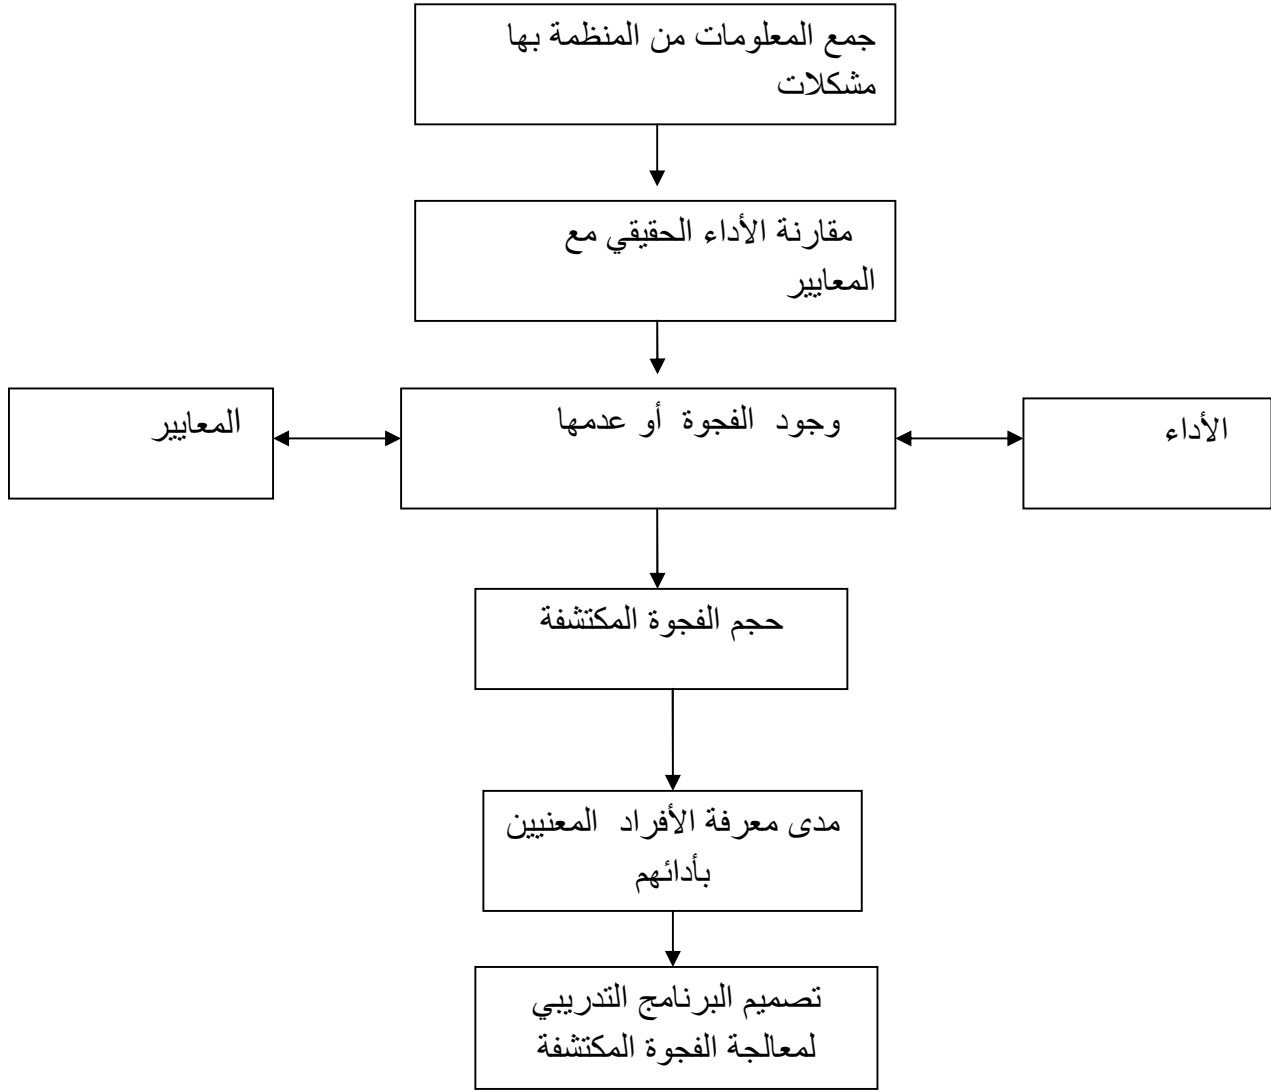 جمع المعلومات من المنظمة بها
مشكلات
مقارنة الأداء الحقيقي مع
المعايير
الأداء
وجود الفجوة أو عدمها
المعايير
حجم الفجوة المكتشفة
مدى معرفة الأفراد المعنيين
بأدائهم
تصميم البرنامج التدريبي
لمعالجة الفجوة المكتشفة